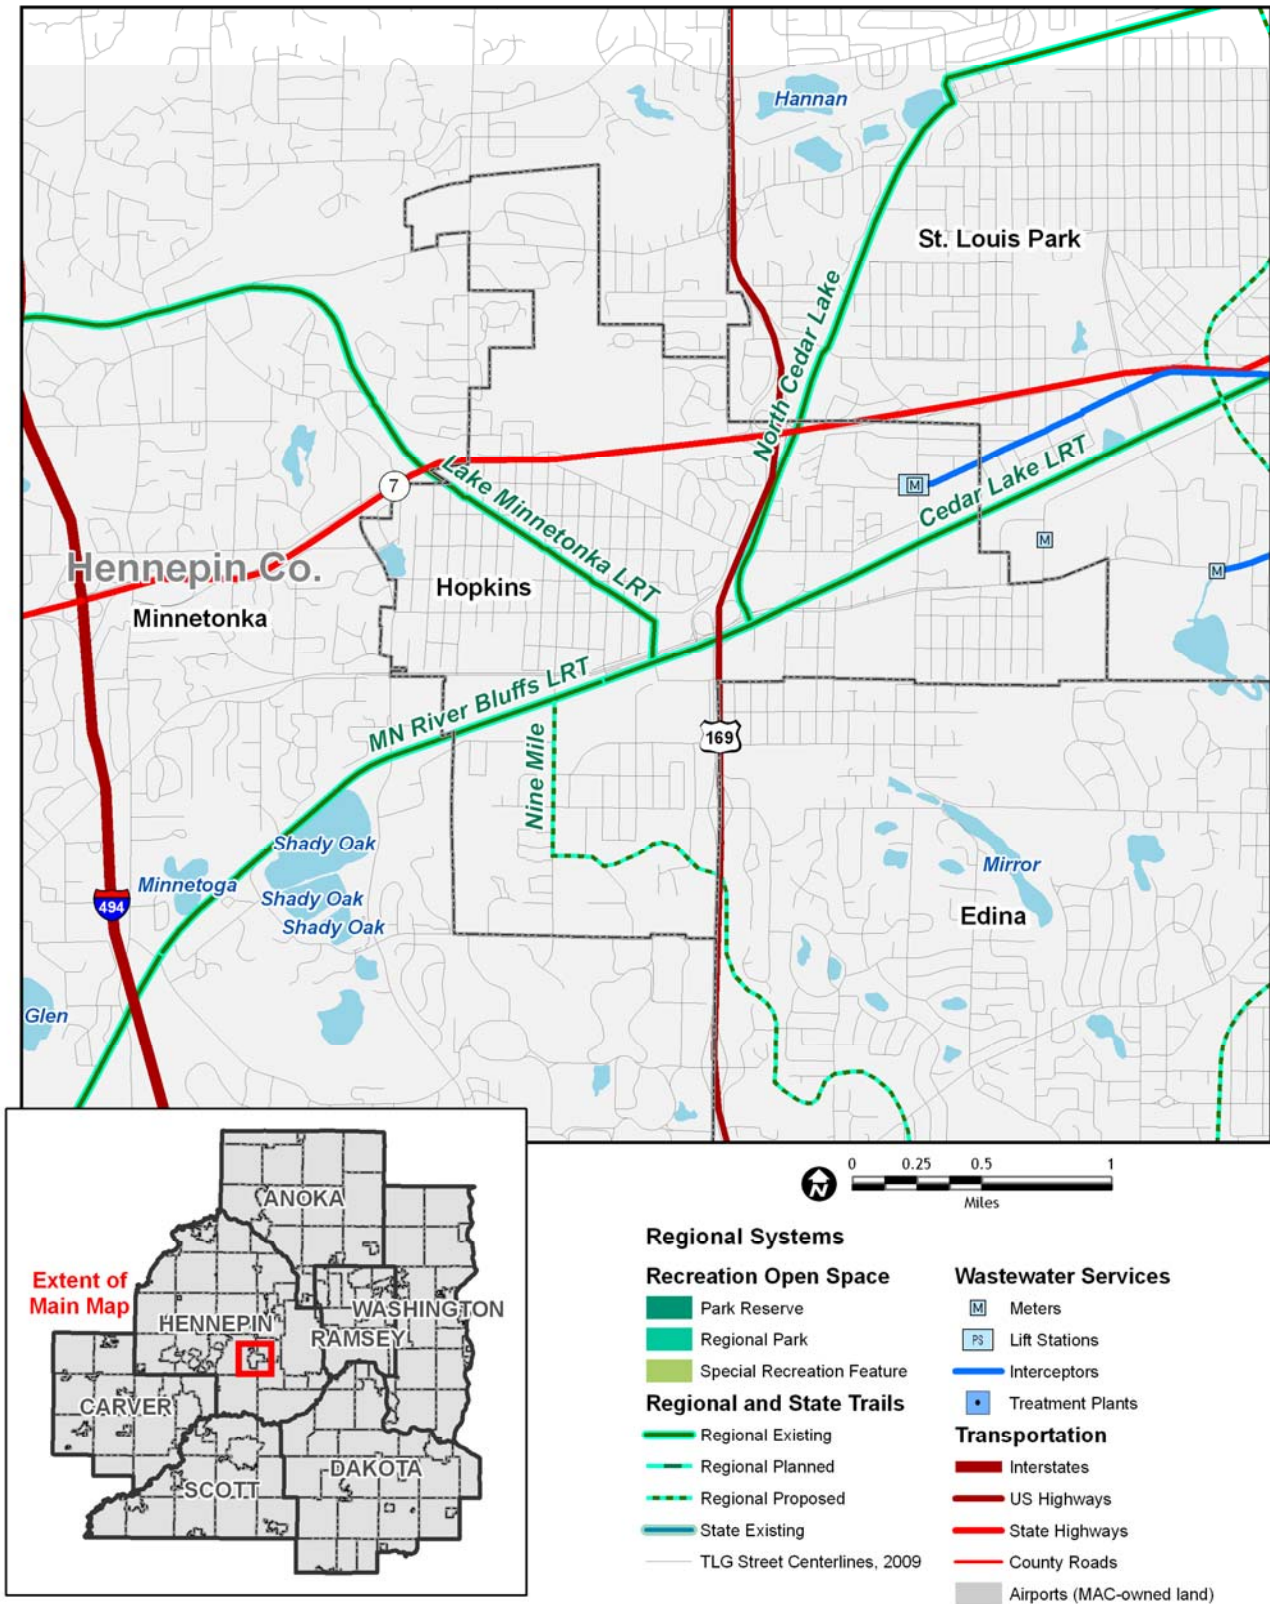 Hannan
St. Louis Park
North Cedar Lake
Lake Minnetonka LRT
7
M
Cedar Lake LRT
M
M
Hennepin Co.
Hopkins
Minnetonka
MN River Bluffs LRT
169
Nine Mile
Shady Oak
Minnetoga
Shady Oak
Shady Oak
494
Mirror
Edina
Glen
ANOKA
Extent of
Main Map
HENNEPIN
WASHINGTON
RAMSEY
CARVER
SCOTT
DAKOTA
N
0 0.25 0.5 1
Miles
Regional Systems
Recreation Open Space
Park Reserve
Regional Park
Special Recreation Feature
Regional and State Trails
Regional Existing
Regional Planned
Regional Proposed
State Existing
TLG Street Centerlines, 2009
Wastewater Services
M Meters
PS Lift Stations
Interceptors
Treatment Plants
Transportation
Interstates
US Highways
State Highways
County Roads
Airports (MAC-owned land)